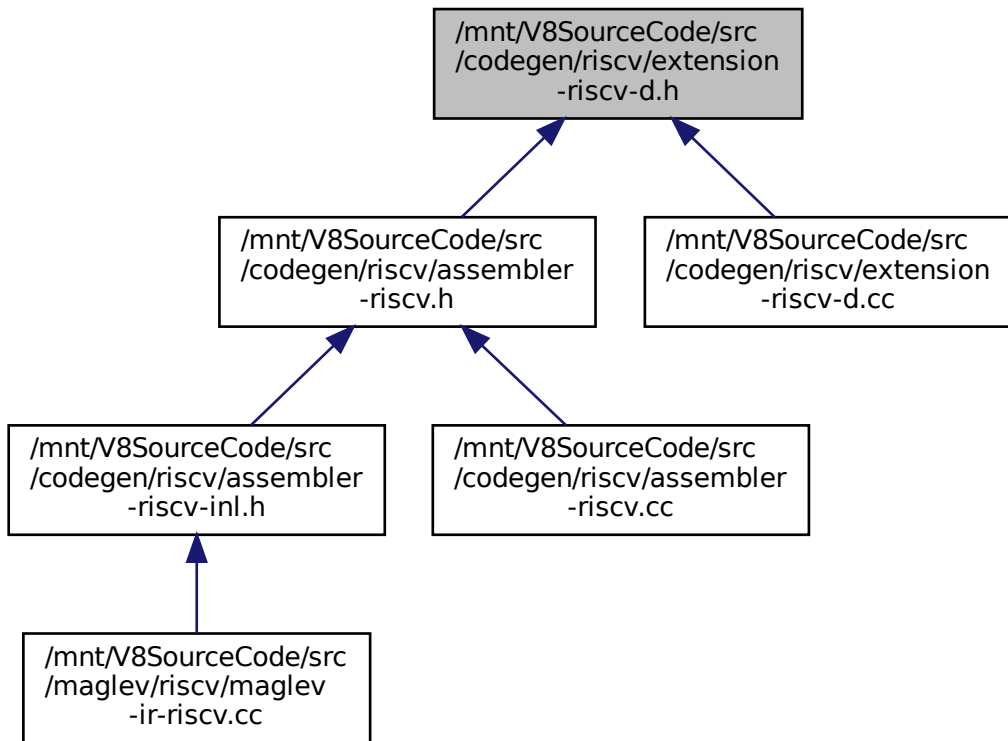 /mnt/V8SourceCode/src
/codegen/riscv/extension
-riscv-d.h
/mnt/V8SourceCode/src
/codegen/riscv/assembler
-riscv.h
/mnt/V8SourceCode/src
/codegen/riscv/extension
-riscv-d.cc
/mnt/V8SourceCode/src
/codegen/riscv/assembler
-riscv-inl.h
/mnt/V8SourceCode/src
/codegen/riscv/assembler
-riscv.cc
/mnt/V8SourceCode/src
/maglev/riscv/maglev
-ir-riscv.cc